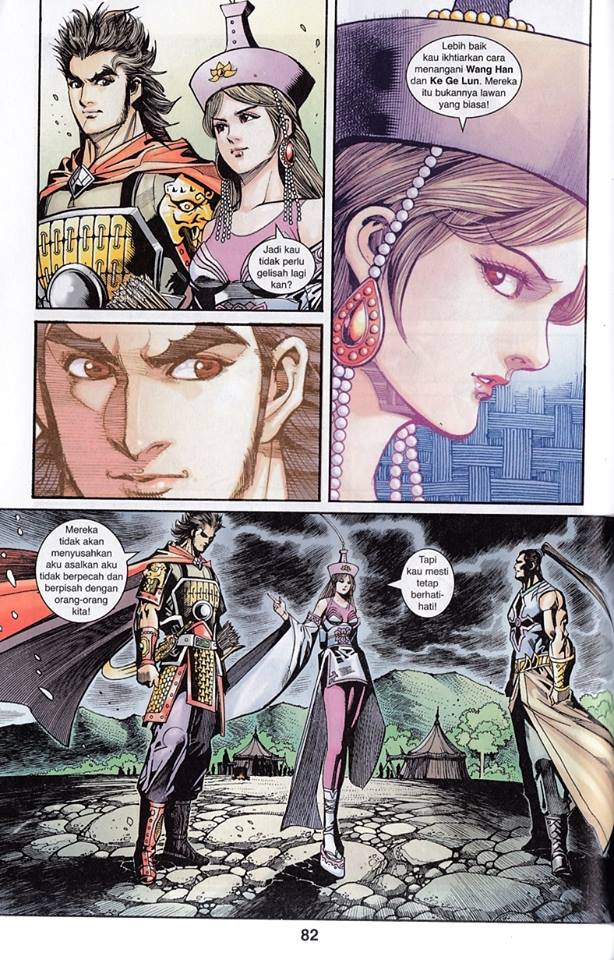 Jadi kau
tidak perlu
gelisah lagi
kan?
Lebih baik
kau ikhtiarkan cara
menangani Wang Han
dan Ke Ge Lun. Mereka
itu bukannya lawan
yang biasa!
Mereka
tidak akan
menyusahkan
aku asalkan aku
tidak berpecah dan
berpisah dengan
orang-orang
kita!
Tapi
kau mesti
tetap
berhati-
hati!
82